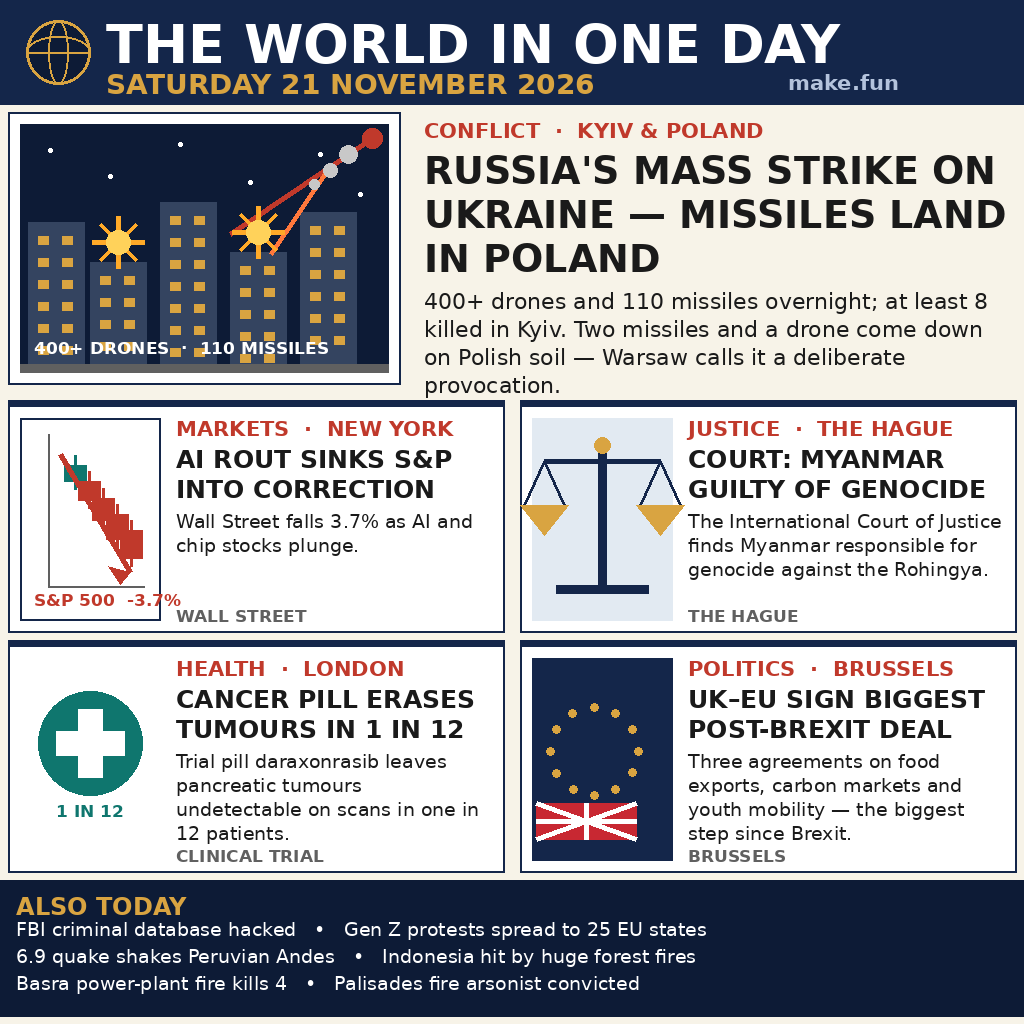 THE WORLD IN ONE DAY
SATURDAY 21 NOVEMBER 2026
make.fun
400+ DRONES · 110 MISSILES
CONFLICT · KYIV & POLAND
RUSSIA'S MASS STRIKE ON
UKRAINE — MISSILES LAND
IN POLAND
400+ drones and 110 missiles overnight; at least 8
killed in Kyiv. Two missiles and a drone come down
on Polish soil — Warsaw calls it a deliberate
provocation.
S&P 500 -3.7%
MARKETS · NEW YORK
AI ROUT SINKS S&P
INTO CORRECTION
Wall Street falls 3.7% as AI and
chip stocks plunge.
WALL STREET
JUSTICE · THE HAGUE
COURT: MYANMAR
GUILTY OF GENOCIDE
The International Court of Justice
finds Myanmar responsible for
genocide against the Rohingya.
THE HAGUE
1 IN 12
HEALTH · LONDON
CANCER PILL ERASES
TUMOURS IN 1 IN 12
Trial pill daraxonrasib leaves
pancreatic tumours
undetectable on scans in one in
12 patients.
CLINICAL TRIAL
POLITICS · BRUSSELS
UK–EU SIGN BIGGEST
POST-BREXIT DEAL
Three agreements on food
exports, carbon markets and
youth mobility — the biggest
step since Brexit.
BRUSSELS
ALSO TODAY
FBI criminal database hacked • Gen Z protests spread to 25 EU states
6.9 quake shakes Peruvian Andes • Indonesia hit by huge forest fires
Basra power-plant fire kills 4 • Palisades fire arsonist convicted